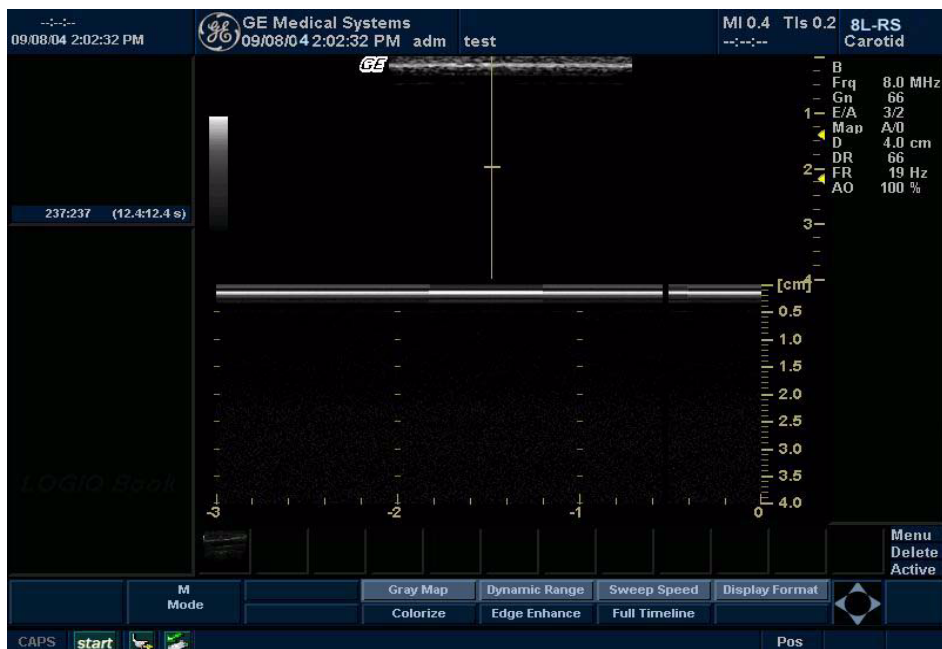 --:--:--
09/08/04 2:02:32 PM
GE Medical Systems
09/08/04 2:02:32 PM adm test
MI 0.4 TIs 0.2
--:--:--
8L-RS
Carotid
GE
B
Frq 8.0 MHz
Gn 66
E/A 3/2
Map A/0
D 4.0 cm
DR 66
FR 19 Hz
AO 100 %
1
2
3
4
237:237 (12.4:12.4 s)
[cm]
0.5
1.0
1.5
2.0
2.5
3.0
3.5
4.0
-3 -2 -1 0
LOGIQ Book
Menu
Delete
Active
M
Mode
Gray Map Dynamic Range Sweep Speed Display Format
Colorize Edge Enhance Full Timeline
CAPS start Pos